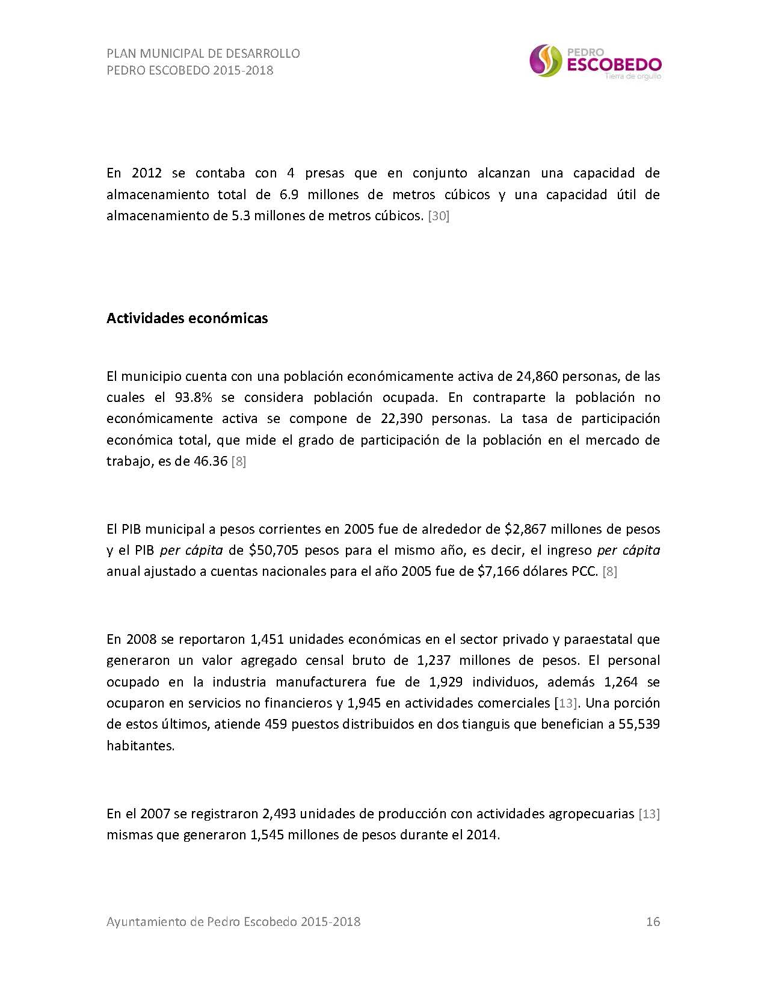 PLAN MUNICIPAL DE DESARROLLO
PEDRO ESCOBEDO 2015-2018
PEDRO
ESCOBEDO
Tierra de orgullo
En 2012 se contaba con 4 presas que en conjunto alcanzan una capacidad de
almacenamiento total de 6.9 millones de metros cúbicos y una capacidad útil de
almacenamiento de 5.3 millones de metros cúbicos. [30]
Actividades económicas
El municipio cuenta con una población económicamente activa de 24,860 personas, de las
cuales el 93.8% se considera población ocupada. En contraparte la población no
económicamente activa se compone de 22,390 personas. La tasa de participación
económica total, que mide el grado de participación de la población en el mercado de
trabajo, es de 46.36 [8]
El PIB municipal a pesos corrientes en 2005 fue de alrededor de $2,867 millones de pesos
y el PIB per cápita de $50,705 pesos para el mismo año, es decir, el ingreso per cápita
anual ajustado a cuentas nacionales para el año 2005 fue de $7,166 dólares PCC. [8]
En 2008 se reportaron 1,451 unidades económicas en el sector privado y paraestatal que
generaron un valor agregado censal bruto de 1,237 millones de pesos. El personal
ocupado en la industria manufacturera fue de 1,929 individuos, además 1,264 se
ocuparon en servicios no financieros y 1,945 en actividades comerciales [13]. Una porción
de estos últimos, atiende 459 puestos distribuidos en dos tianguis que benefician a 55,539
habitantes.
En el 2007 se registraron 2,493 unidades de producción con actividades agropecuarias [13]
mismas que generaron 1,545 millones de pesos durante el 2014.
Ayuntamiento de Pedro Escobedo 2015-2018 16